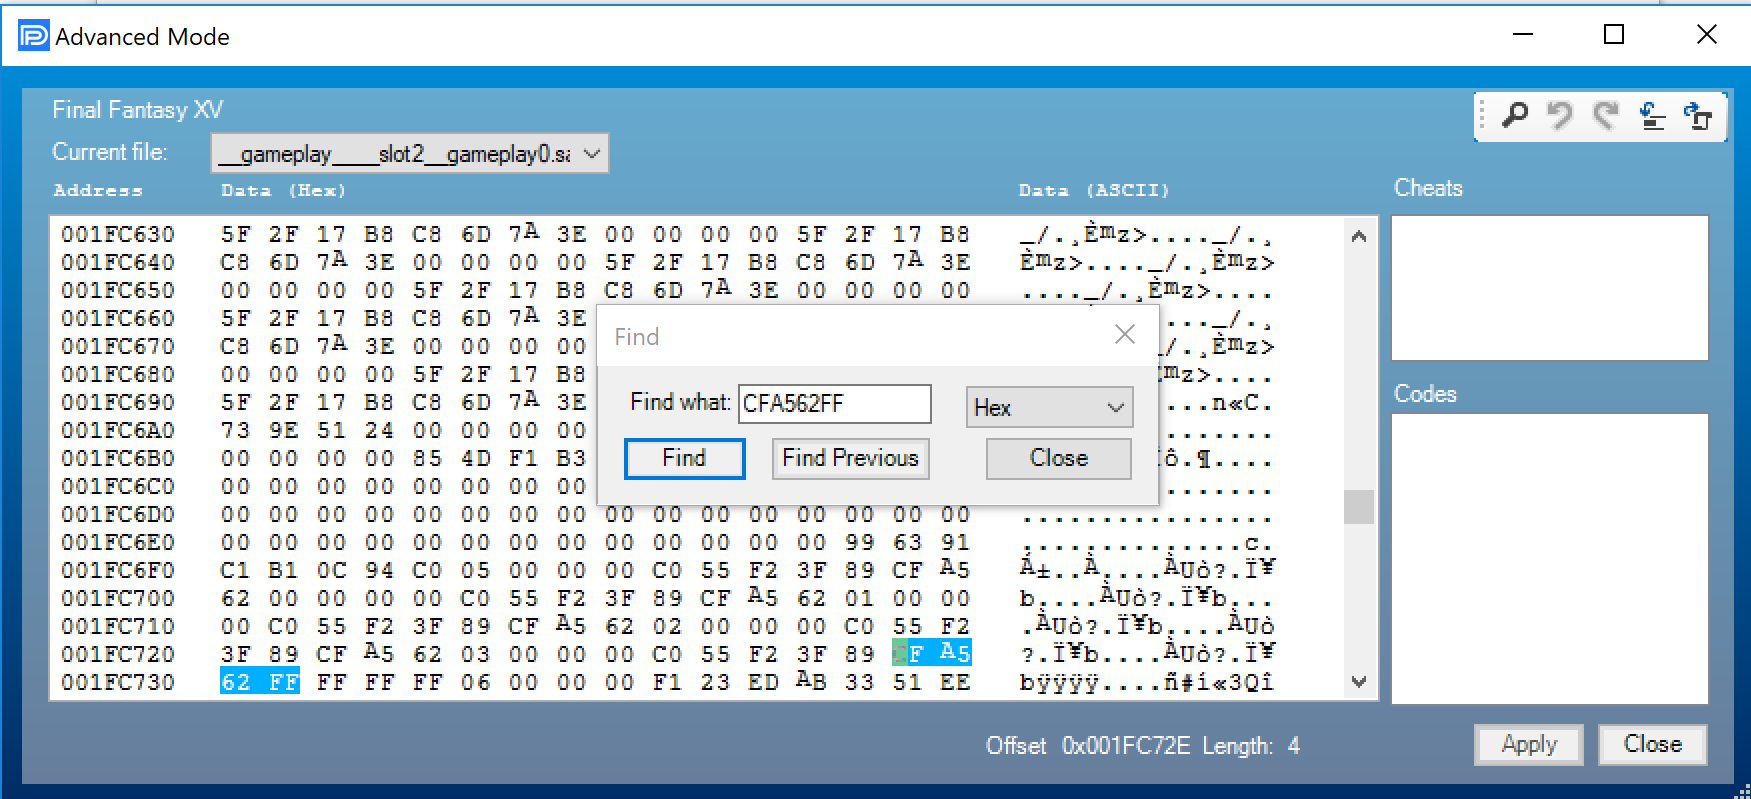 Advanced Mode
Final Fantasy XV
Current file: __gameplay____slot2__gameplay0.sa
Address Data (Hex) Data (ASCII) Cheats
001FC630 5F 2F 17 B8 C8 6D 7A 3E 00 00 00 00 5F 2F 17 B8 _/.¸Èmz>...._/.¸
001FC640 C8 6D 7A 3E 00 00 00 00 5F 2F 17 B8 C8 6D 7A 3E Èmz>...._/.¸Èmz>
001FC650 00 00 00 00 5F 2F 17 B8 C8 6D 7A 3E 00 00 00 00 ...._/.¸Èmz>....
001FC660 5F 2F 17 B8 C8 6D 7A 3E ..._/.¸
001FC670 C8 6D 7A 3E 00 00 00 00 /.¸Èmz>
001FC680 00 00 00 00 5F 2F 17 B8 mz>....
001FC690 5F 2F 17 B8 C8 6D 7A 3E ...n«C.
001FC6A0 73 9E 51 24 00 00 00 00 .......
001FC6B0 00 00 00 00 85 4D F1 B3 ô.¶....
001FC6C0 00 00 00 00 00 00 00 00 .......
001FC6D0 00 00 00 00 00 00 00 00 00 00 00 00 00 00 00 00 ................
001FC6E0 00 00 00 00 00 00 00 00 00 00 00 00 00 99 63 91 ..............c.
001FC6F0 C1 B1 0C 94 C0 05 00 00 00 C0 55 F2 3F 89 CF A5 Á±..À....ÀUò?.Ï¥
001FC700 62 00 00 00 00 C0 55 F2 3F 89 CF A5 62 01 00 00 b....ÀUò?.Ï¥b...
001FC710 00 C0 55 F2 3F 89 CF A5 62 02 00 00 00 C0 55 F2 .ÀUò?.Ï¥b....ÀUò
001FC720 3F 89 CF A5 62 03 00 00 00 C0 55 F2 3F 89 CF A5 ?.Ï¥b....ÀUò?.Ï¥
001FC730 62 FF FF FF FF 06 00 00 00 F1 23 ED AB 33 51 EE bÿÿÿÿ....ñ#í«3Qî
Find
Find what: CFA562FF Hex
Find Find Previous Close
Codes
Offset 0x001FC72E Length: 4
Apply Close